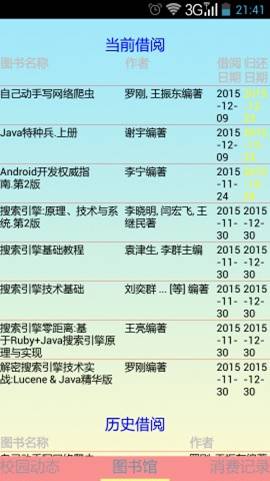 3G 21:41
当前借阅
图书名称 作者 借阅 归还
日期 日期
自己动手写网络爬虫 罗刚, 王振东编著 2015
-12-
09
Java特种兵.上册 谢宇编著 2015
-12-
09
Android开发权威指 李宁编著 2015
南.第2版 -11-
24
搜索引擎:原理、技术与系 李晓明, 闫宏飞, 王 2015 2015
统.第2版 继民著 -11- -12-
30 30
搜索引擎基础教程 袁津生, 李群主编 2015 2015
-11- -12-
30 30
搜索引擎技术基础 刘奕群 ... [等] 编著 2015 2015
-11- -12-
30 30
搜索引擎零距离:基 王亮编著 2015 2015
于Ruby+Java搜索引擎原 -11- -12-
理与实现 30 30
解密搜索引擎技术实 罗刚编著 2015 2015
战:Lucene & Java精华版 -11- -12-
30 30
历史借阅
图书名称 作者
校园动态 图书馆 消费记录